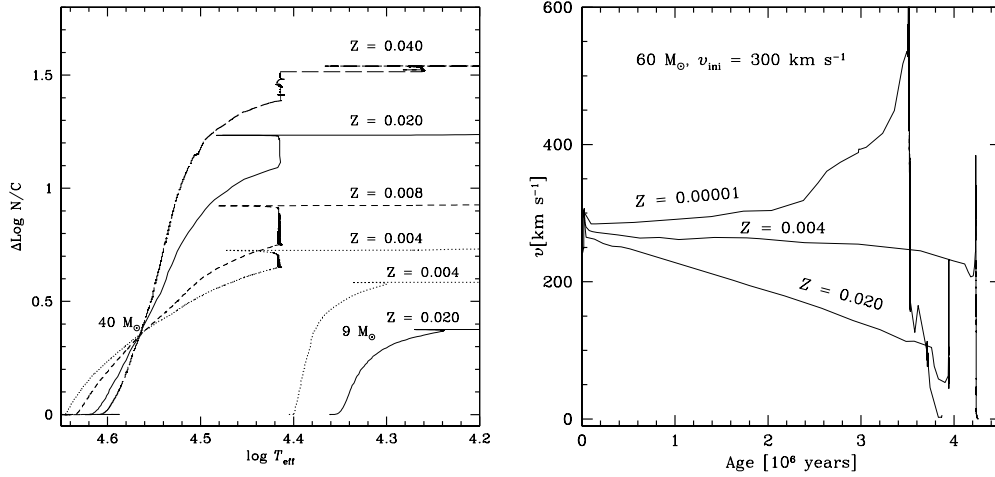 Z = 0.040
Z = 0.020
Z = 0.008
Z = 0.004
Z = 0.004
Z = 0.020
40 M⊙
9 M⊙
1.5
1
0.5
0
ΔLog N/C
4.6
4.5
4.4
4.3
4.2
log T_eff
600
400
200
0
υ[km s⁻¹]
60 M⊙, υ_ini = 300 km s⁻¹
Z = 0.00001
Z = 0.004
Z = 0.020
0
1
2
3
4
Age [10⁶ years]